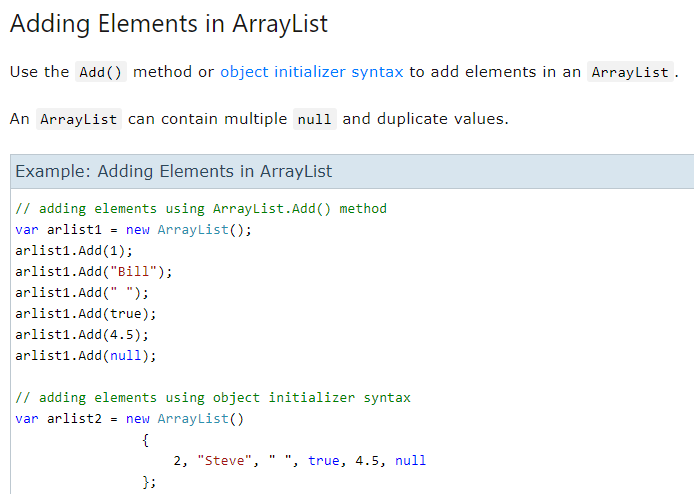 Adding Elements in ArrayList
Use the Add() method or object initializer syntax to add elements in an ArrayList.
An ArrayList can contain multiple null and duplicate values.
Example: Adding Elements in ArrayList
// adding elements using ArrayList.Add() method
var arlist1 = new ArrayList();
arlist1.Add(1);
arlist1.Add("Bill");
arlist1.Add(" ");
arlist1.Add(true);
arlist1.Add(4.5);
arlist1.Add(null);
// adding elements using object initializer syntax
var arlist2 = new ArrayList()
{
2, "Steve", " ", true, 4.5, null
};